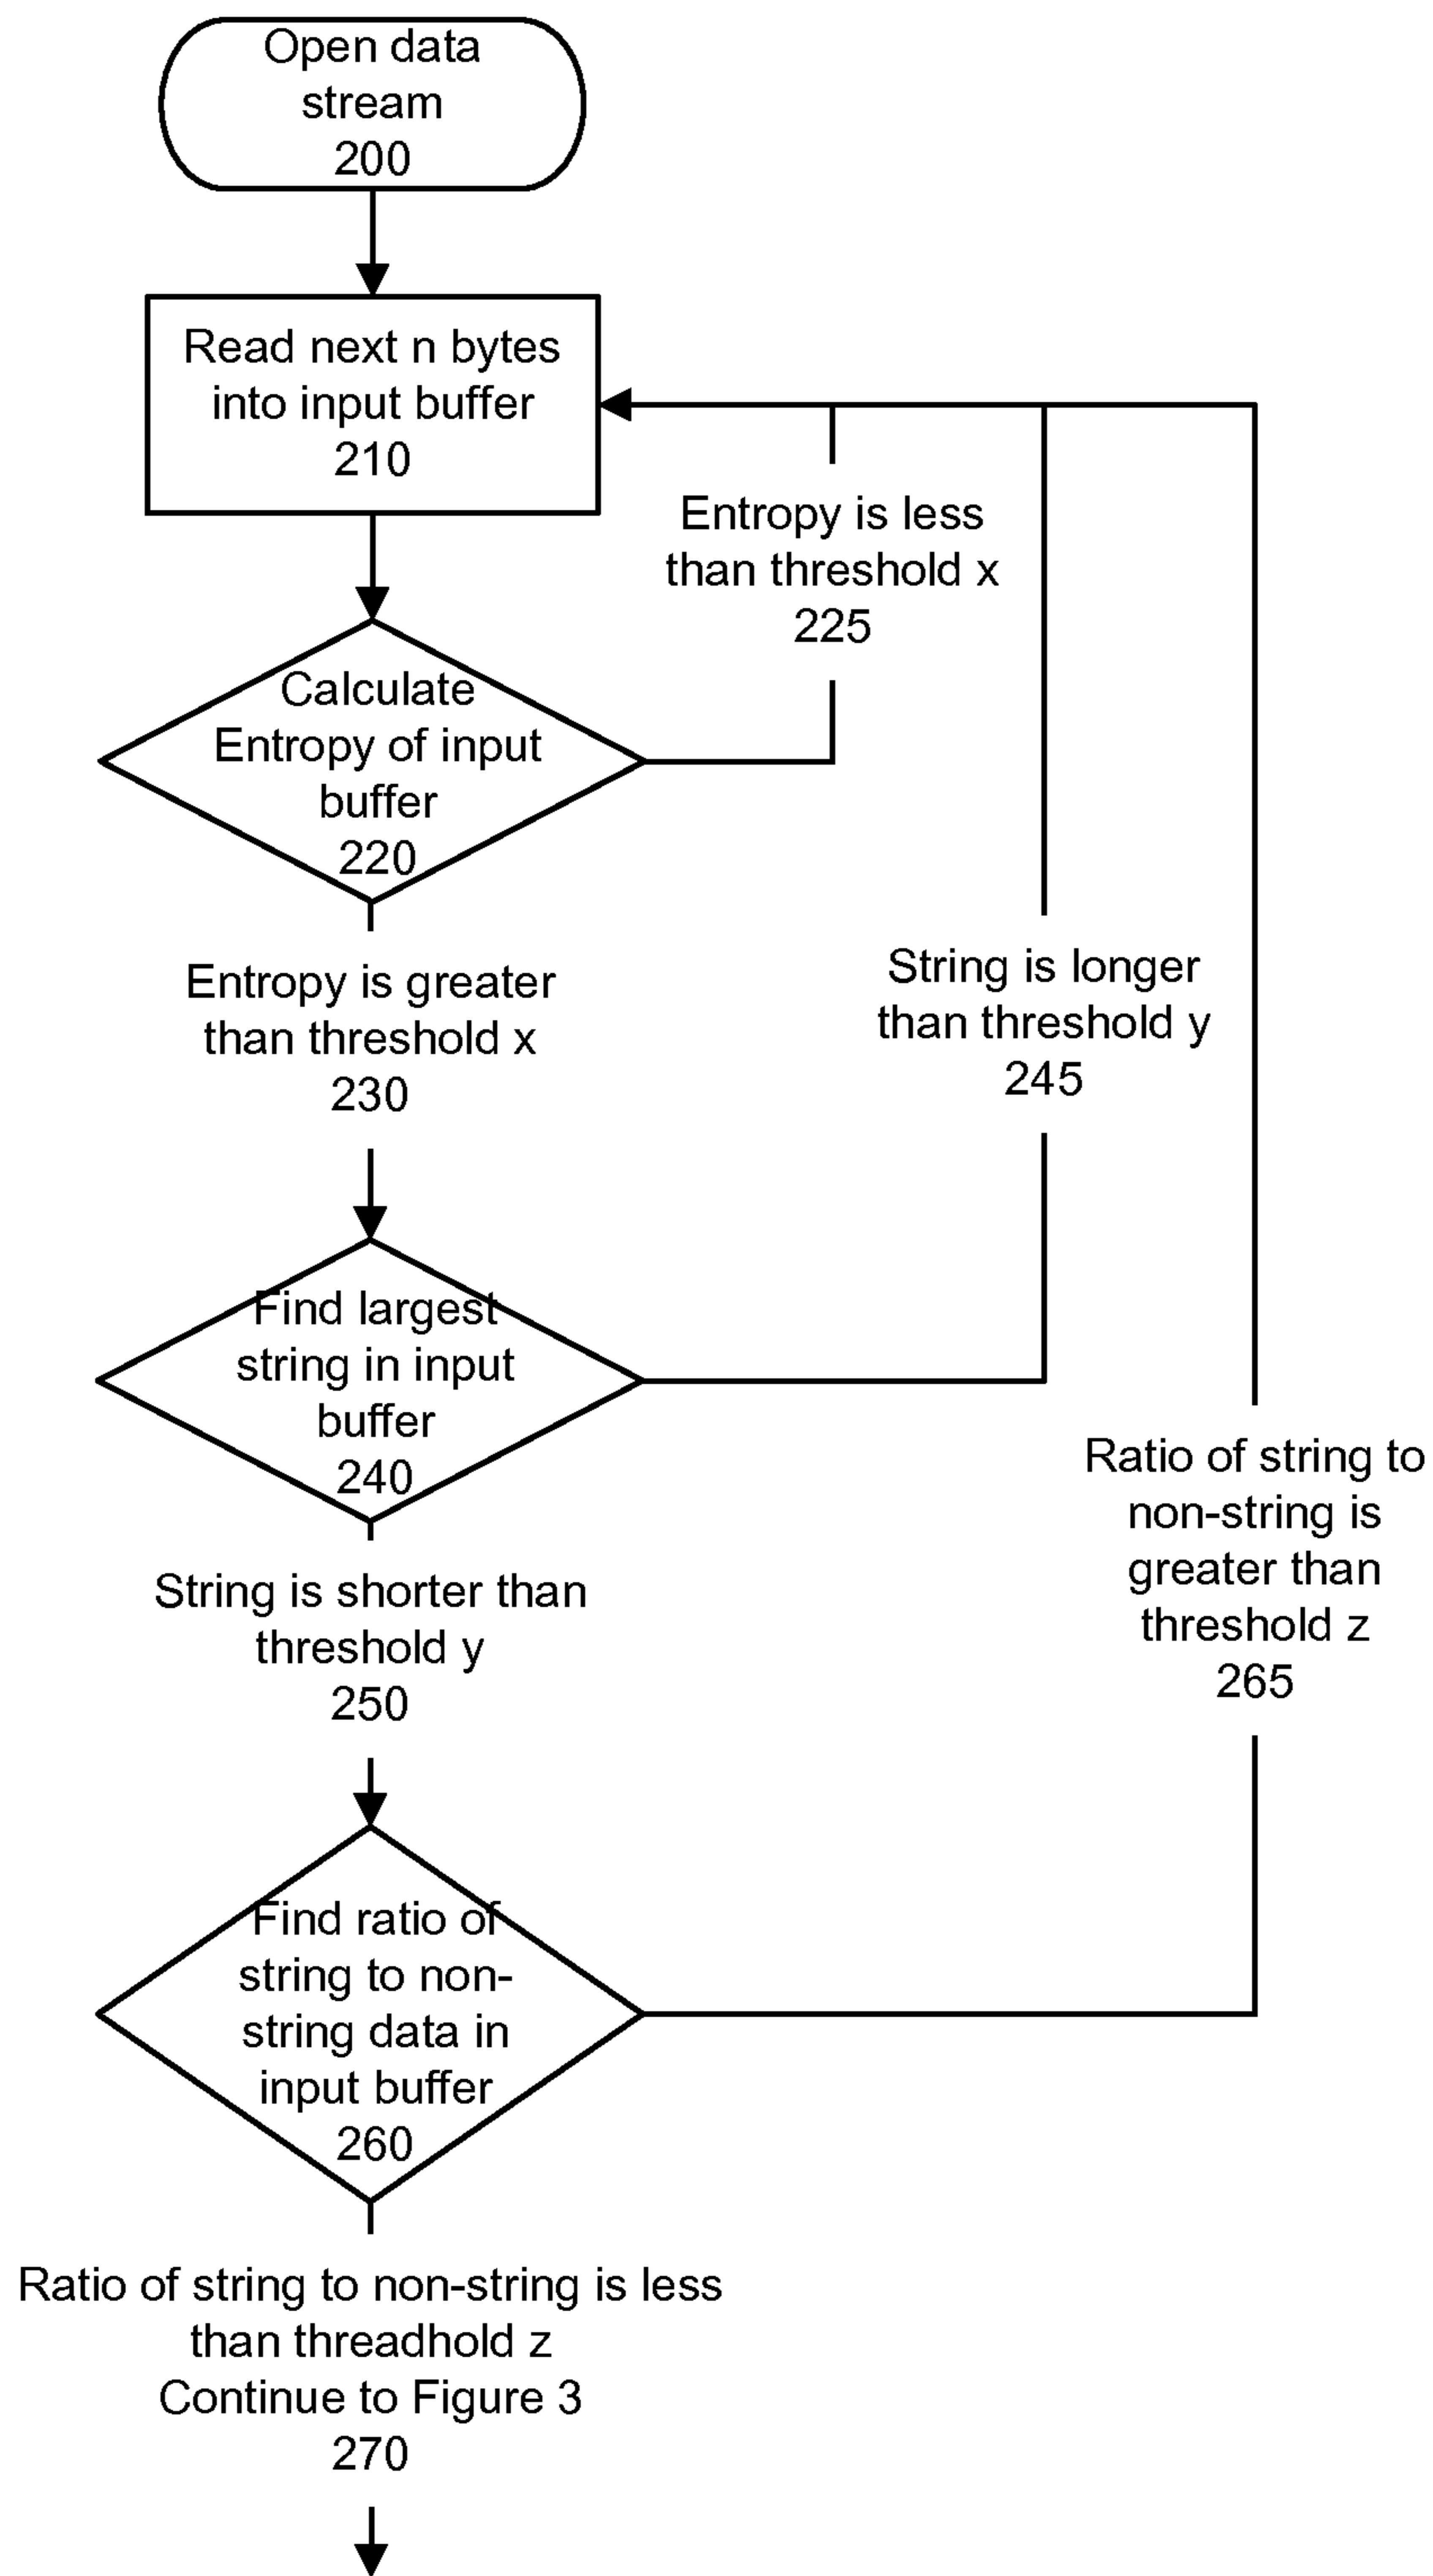 Open data
stream
200
Read next n bytes
into input buffer
210
Entropy is less
than threshold x
225
Calculate
Entropy of input
buffer
220
Entropy is greater
than threshold x
230
String is longer
than threshold y
245
Find largest
string in input
buffer
240
Ratio of string to
non-string is
greater than
threshold z
265
String is shorter than
threshold y
250
Find ratio of
string to non-
string data in
input buffer
260
Ratio of string to non-string is less
than threadhold z
Continue to Figure 3
270